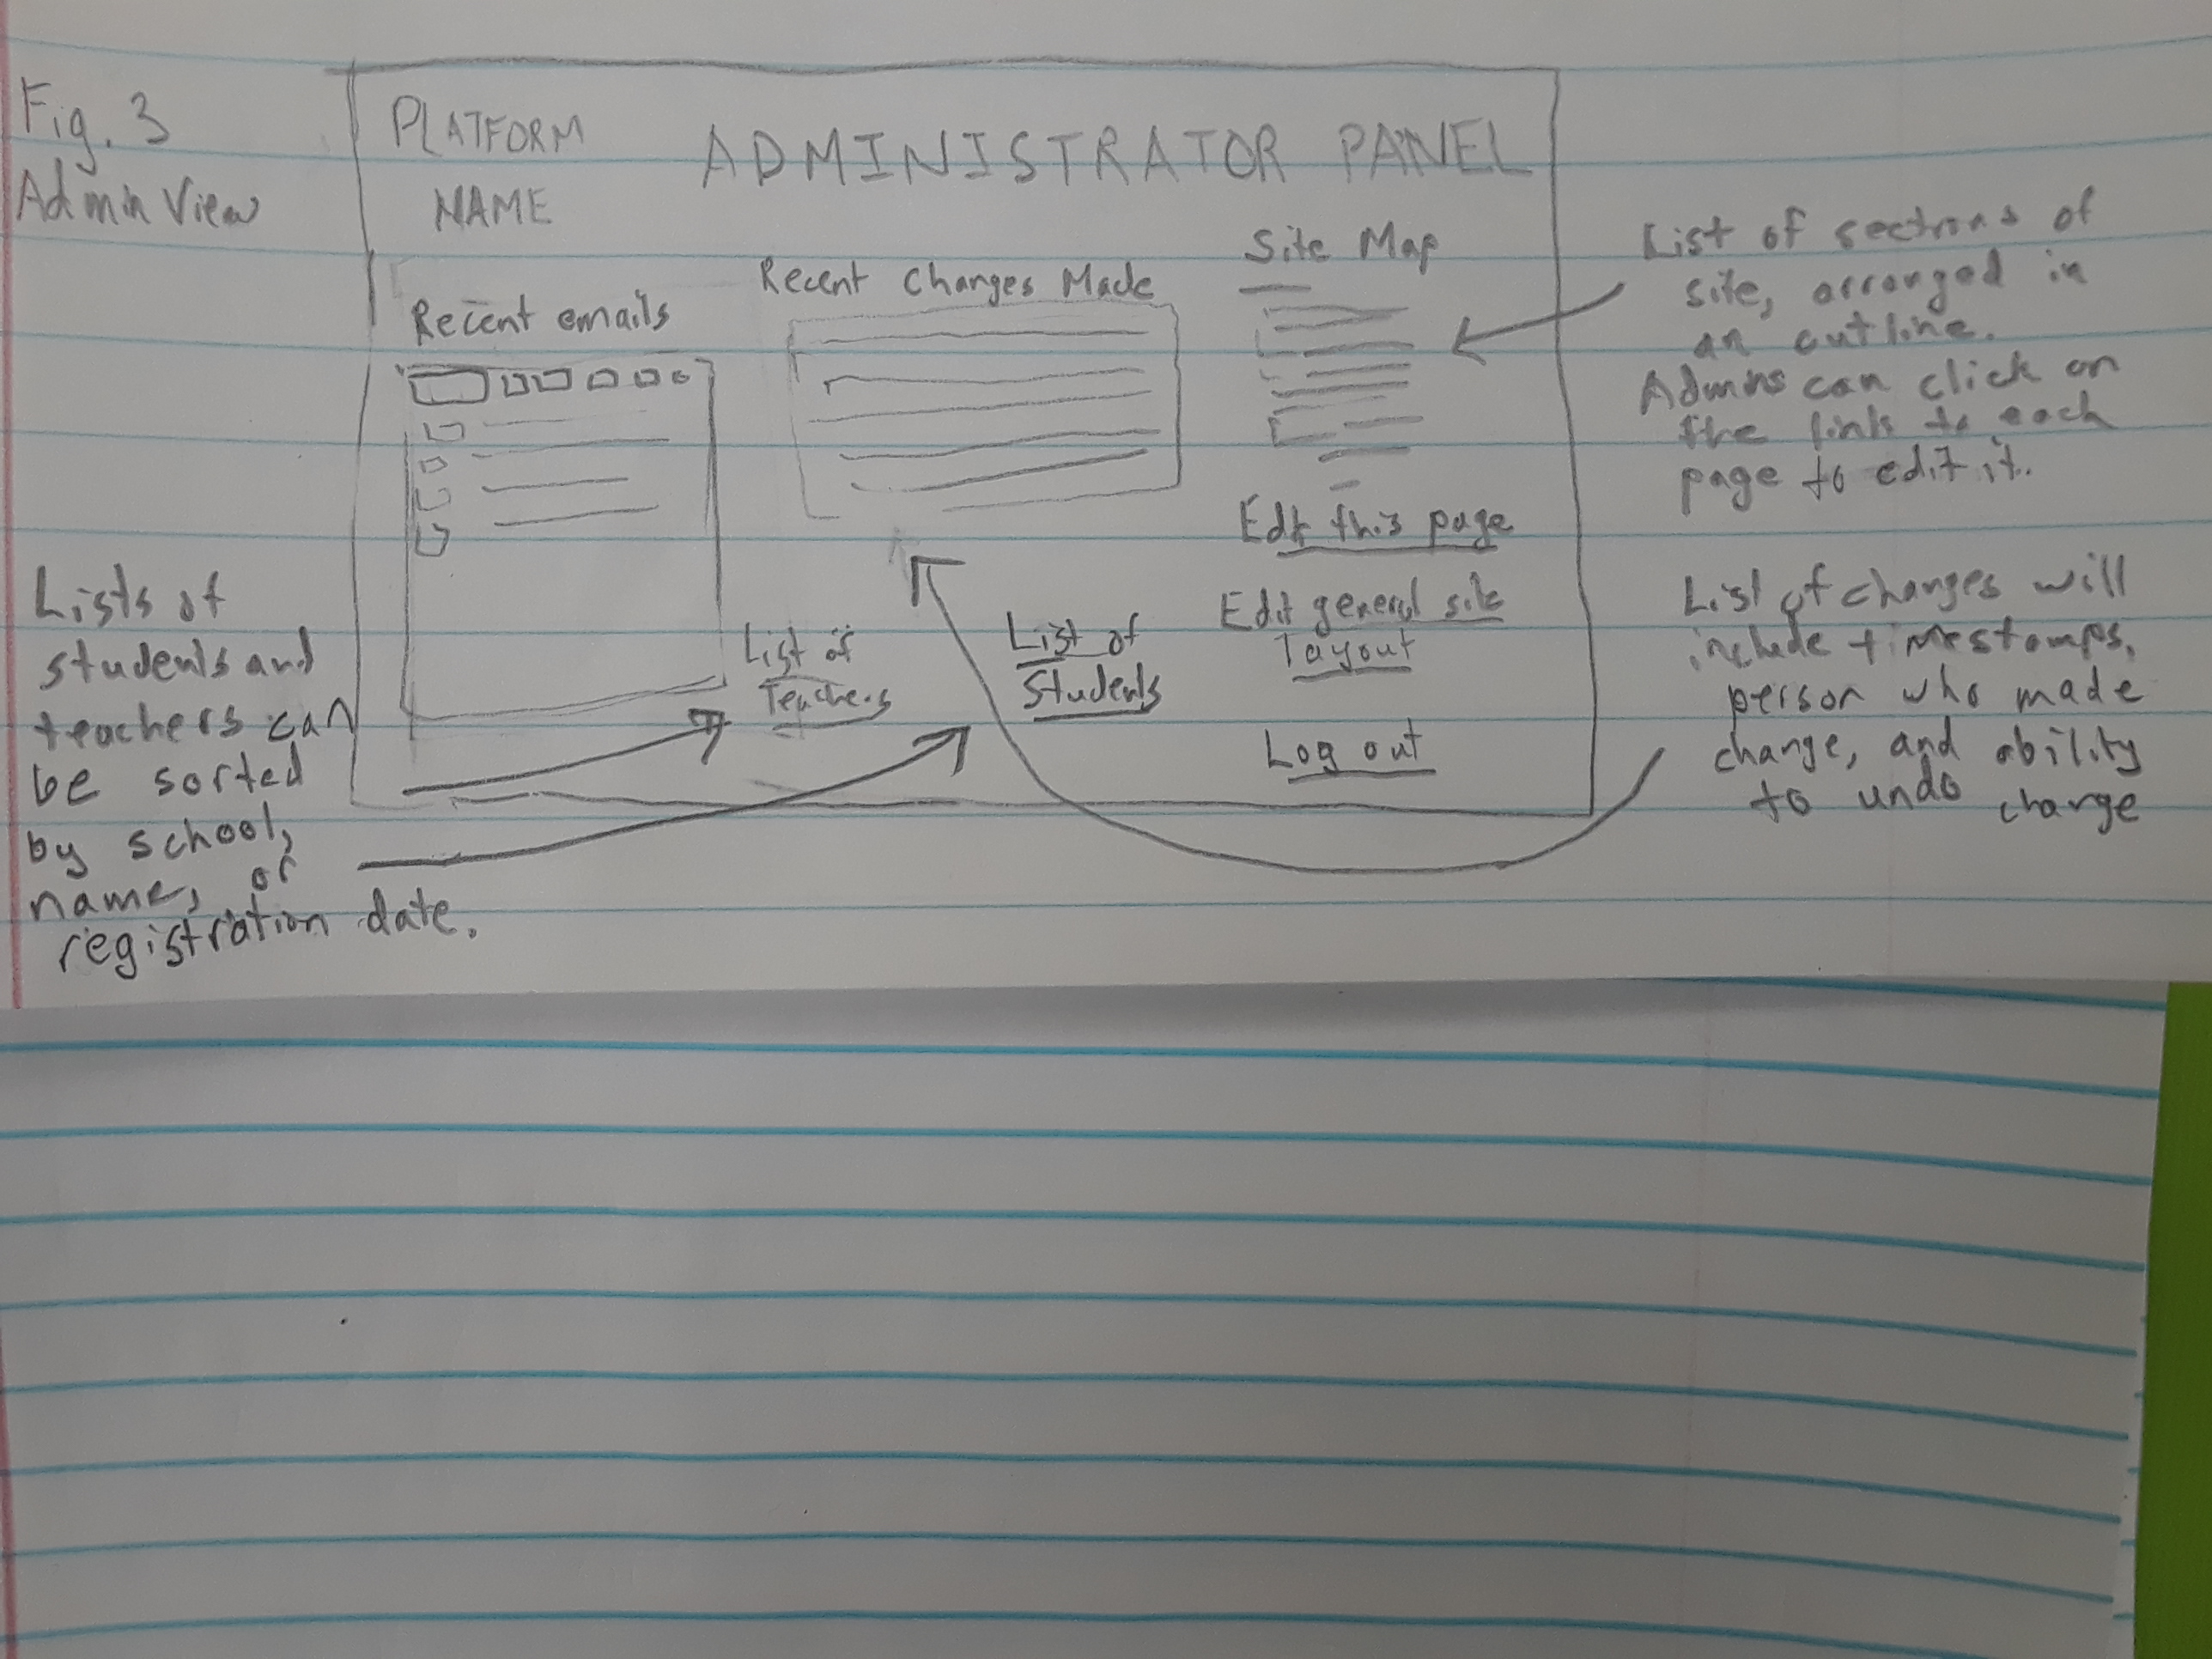 Fig. 3
Admin View
PLATFORM
NAME
ADMINISTRATOR PANEL
Recent emails
Recent Changes Made
Site Map
Edit this page
Edit general site
layout
Log out
List of
Teachers
List of
Students
Lists of
students and
teachers can
be sorted
by school,
name, or
registration date.
List of sections of
site, arranged in
an outline.
Admins can click on
the link to each
page to edit it.
List of changes will
include timestamps,
person who made
change, and ability
to undo change